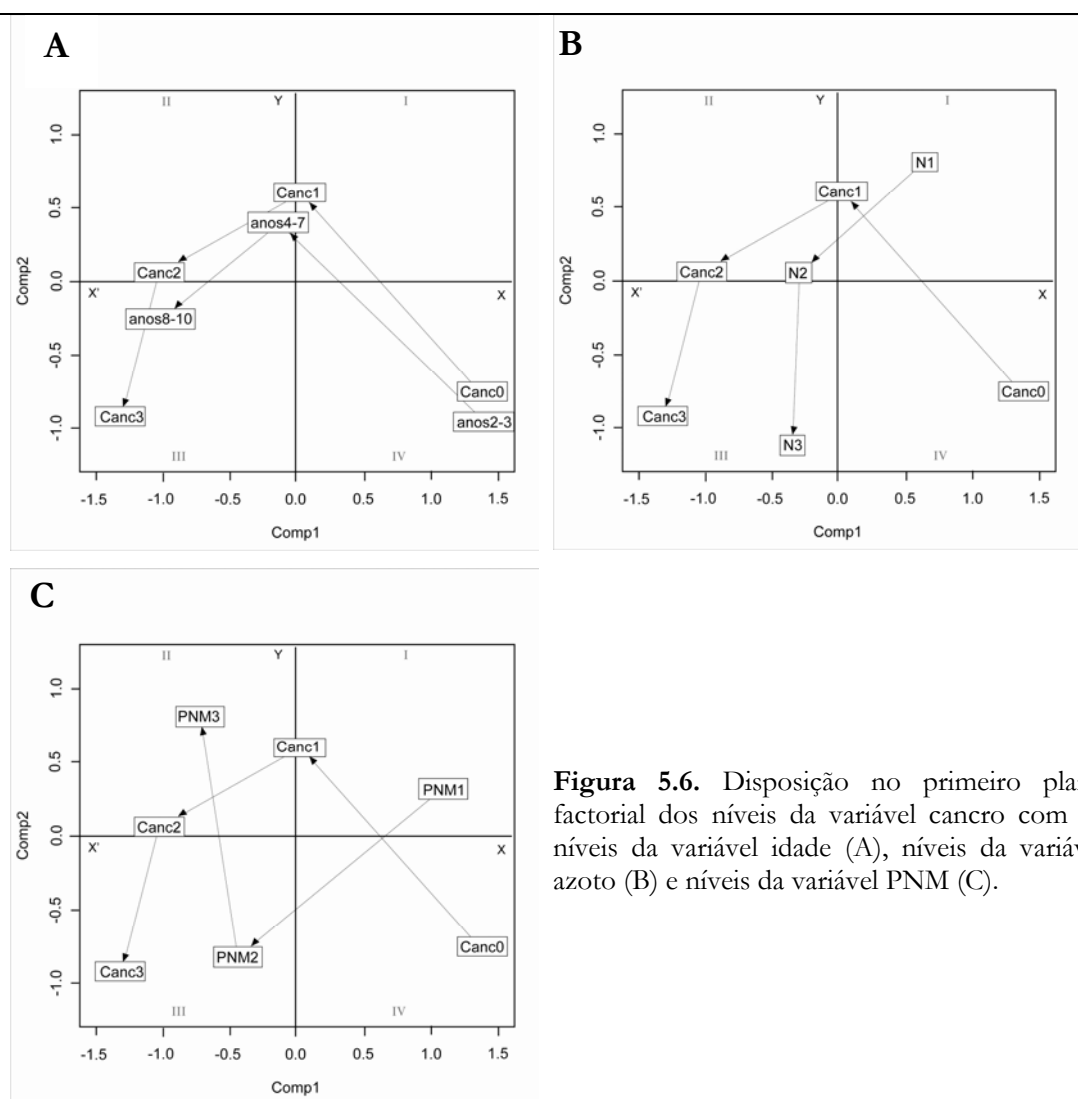 A
II
Y
I
Comp2
1.0
0.5
0.0
-0.5
-1.0
Canc1
anos4-7
Canc2
X'
X
anos8-10
Canc0
Canc3
anos2-3
III
IV
-1.5 -1.0 -0.5 0.0 0.5 1.0 1.5
Comp1
B
II
Y
I
Comp2
1.0
0.5
0.0
-0.5
-1.0
N1
Canc1
Canc2
N2
X'
X
Canc0
Canc3
N3
III
IV
-1.5 -1.0 -0.5 0.0 0.5 1.0 1.5
Comp1
C
II
Y
I
Comp2
1.0
0.5
0.0
-0.5
-1.0
PNM3
Canc1
PNM1
Canc2
X'
X
PNM2
Canc0
Canc3
III
IV
-1.5 -1.0 -0.5 0.0 0.5 1.0 1.5
Comp1
Figura 5.6. Disposição no primeiro
factorial dos níveis da variável cancro com
níveis da variável idade (A), níveis da
azoto (B) e níveis da variável PNM (C).